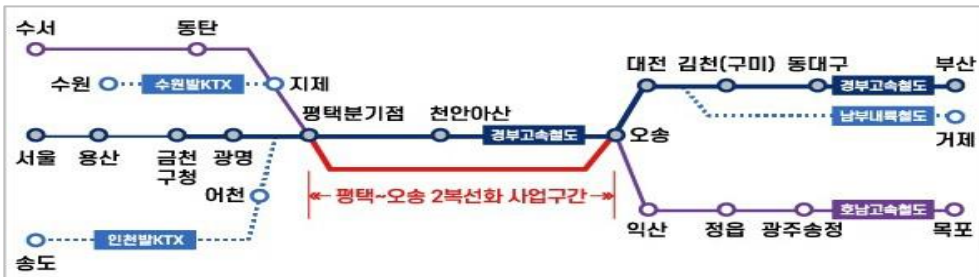 수서
동탄
수원
수원발KTX
지제
평택분기점
천안아산
경부고속철도
오송
대전
김천(구미)
동대구
경부고속철도
부산
남부내륙철도
거제
서울
용산
금천
구청
광명
어천
인천발KTX
송도
평택~오송 2복선화 사업구간
익산
정읍
광주송정
호남고속철도
목포